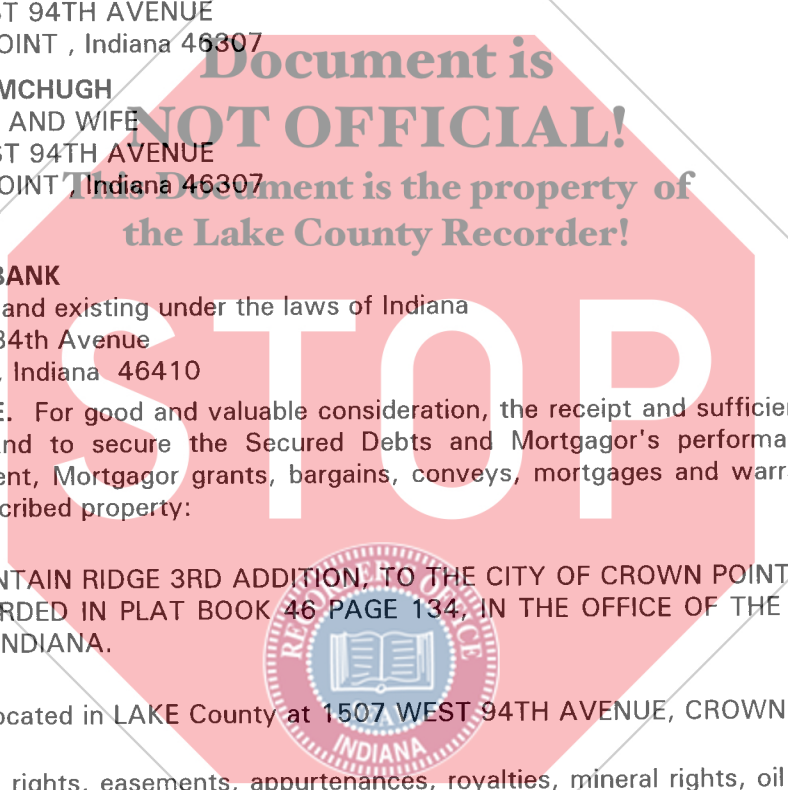 ST 94TH AVENUE
OINT , Indiana 46307
Document is
MCHUGH
AND WIFE
NOT OFFICIAL!
ST 94TH AVENUE
OINT , Indiana 46307
This Document is the property of
the Lake County Recorder!
BANK
and existing under the laws of Indiana
84th Avenue
, Indiana 46410
STOP
E. For good and valuable consideration, the receipt and sufficien
and to secure the Secured Debts and Mortgagor's performa
ent, Mortgagor grants, bargains, conveys, mortgages and warr
cribed property:
NTAIN RIDGE 3RD ADDITION, TO THE CITY OF CROWN POINT
RDED IN PLAT BOOK 46 PAGE 134, IN THE OFFICE OF THE
NDIANA.
RECORDER OFFICE
ocated in LAKE County at 1507 WEST 94TH AVENUE, CROWN
INDIANA
rights, easements, appurtenances, royalties, mineral rights, oil